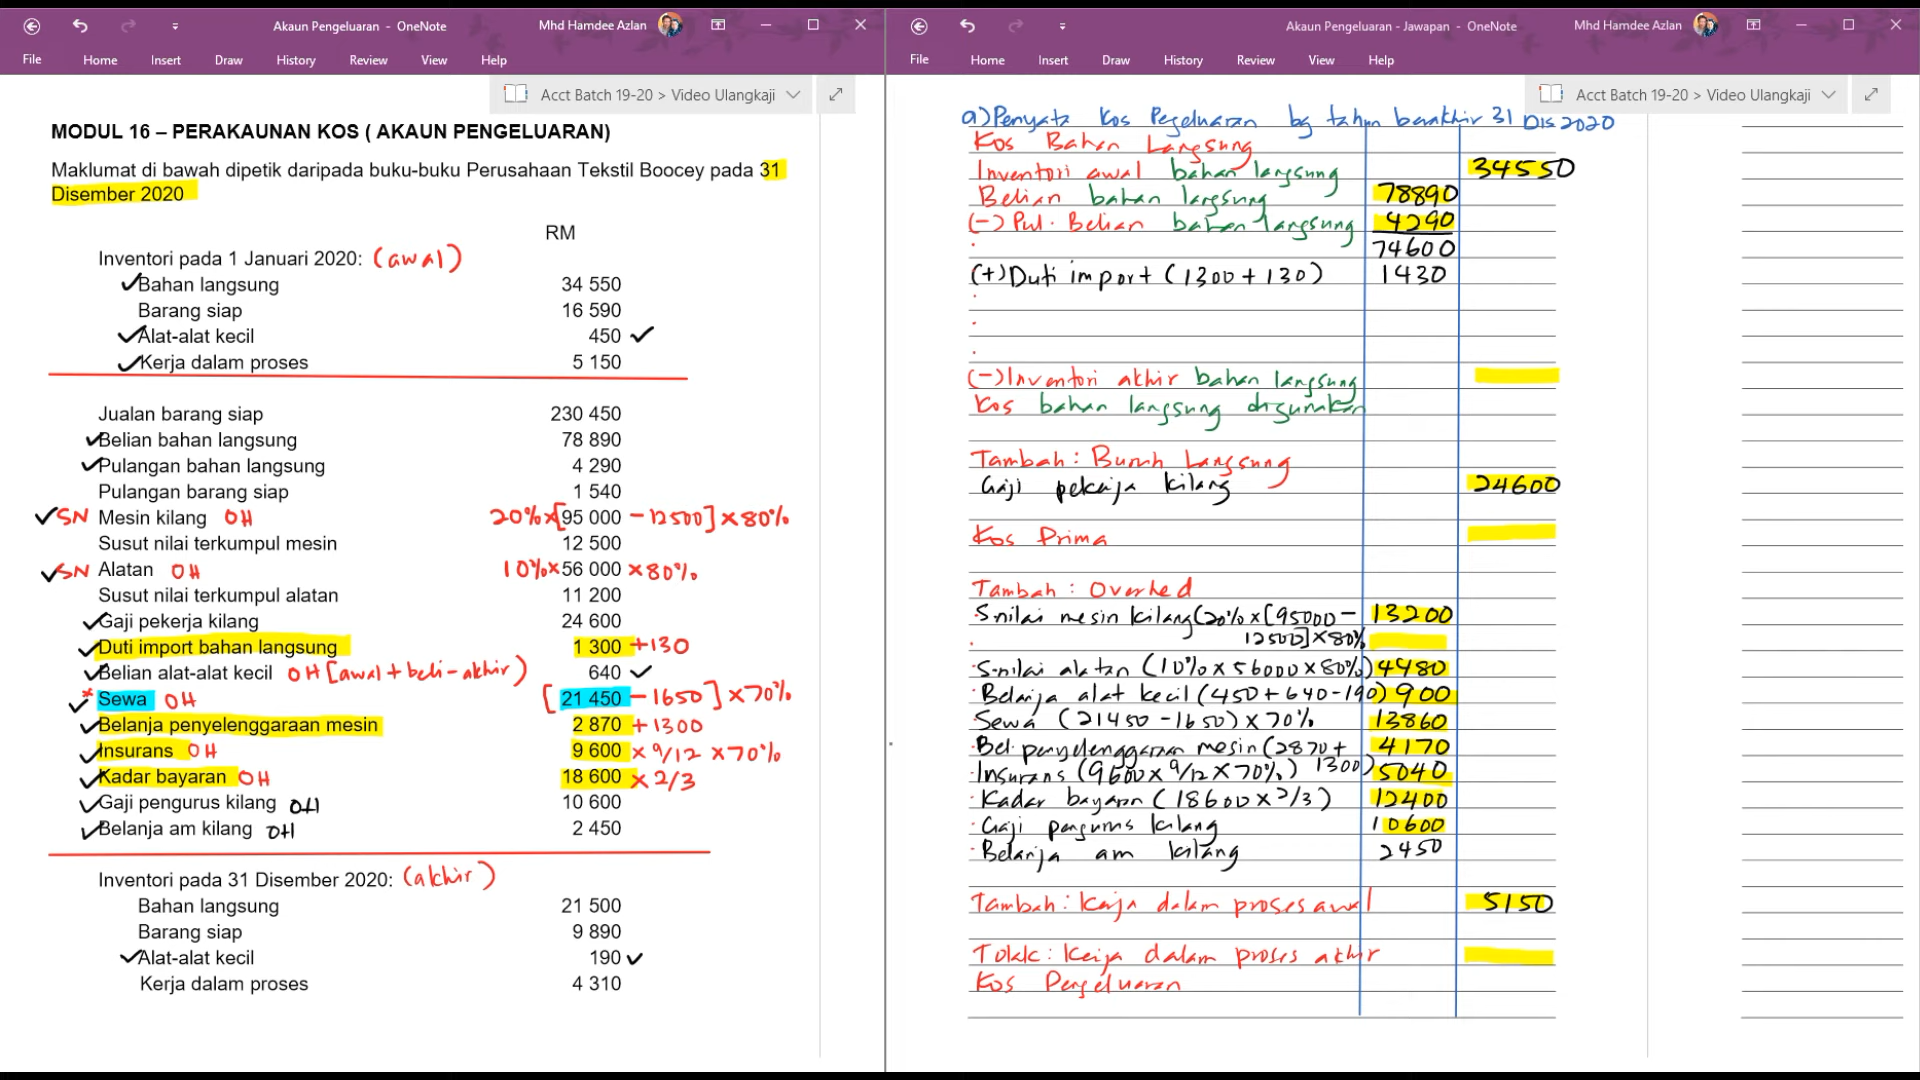 Akaun Pengeluaran - OneNote
Mhd Hamdee Azlan
File Home Insert Draw History Review View Help
Acct Batch 19-20 > Video Ulangkaji
MODUL 16 – PERAKAUNAN KOS ( AKAUN PENGELUARAN)
Maklumat di bawah dipetik daripada buku-buku Perusahaan Tekstil Boocey pada 31
Disember 2020
RM
Inventori pada 1 Januari 2020: (awal)
✓Bahan langsung 34 550
Barang siap 16 590
✓Alat-alat kecil 450 ✓
✓Kerja dalam proses 5 150
Jualan barang siap 230 450
✓Belian bahan langsung 78 890
✓Pulangan bahan langsung 4 290
Pulangan barang siap 1 540
✓SN Mesin kilang OH 20%×[95 000 – 12500]×80%
Susut nilai terkumpul mesin 12 500
✓SN Alatan OH 10%×56 000 ×80%
Susut nilai terkumpul alatan 11 200
✓Gaji pekerja kilang 24 600
✓Duti import bahan langsung 1 300 +130
✓Belian alat-alat kecil OH [awal + beli - akhir) 640 ✓
*✓Sewa OH [21 450 – 1650] ×70%
✓Belanja penyelenggaraan mesin 2 870 +1300
✓Insurans OH 9 600 × 9/12 ×70%
✓Kadar bayaran OH 18 600 × 2/3
✓Gaji pengurus kilang OH 10 600
✓Belanja am kilang OH 2 450
Inventori pada 31 Disember 2020: (akhir)
Bahan langsung 21 500
Barang siap 9 890
✓Alat-alat kecil 190 ✓
Kerja dalam proses 4 310
Akaun Pengeluaran - Jawapan - OneNote
Mhd Hamdee Azlan
File Home Insert Draw History Review View Help
Acct Batch 19-20 > Video Ulangkaji
a) Penyata Kos Pegeluaran bg tahun berakhir 31 DIS 2020
Kos Bahan Langsung
Inventori awal bahan langsung 34550
Belian bahan langsung 78890
(-) Pul. Belian bahan langsung 4290
74600
(+) Duti import (1300 + 130) 1430
(-) Inventori akhir bahan langsung
Kos bahan langsung digunakan
Tambah : Buruh Langsung
Gaji pekerja kilang 24600
Kos Prima
Tambah : Overhed
S.nilai mesin kilang (20% × [95000 – 13200
12500] ×80%
S.nilai alatan (10% × 56000 × 80%) 4480
Belanja alat kecil (450 + 640 - 190) 900
Sewa (21450 - 1650) × 70% 13860
Bel. penyelenggaraan mesin (2870 + 4170
Insurans (9600 × 9/12 × 70%) 1300) 5040
Kadar bayaran (18600 × 2/3) 12400
Gaji pengurus kilang 10600
Belanja am kilang 2450
Tambah : Kerja dalam proses awal 5150
Tolak : Kerja dalam proses akhir
Kos Pengeluaran